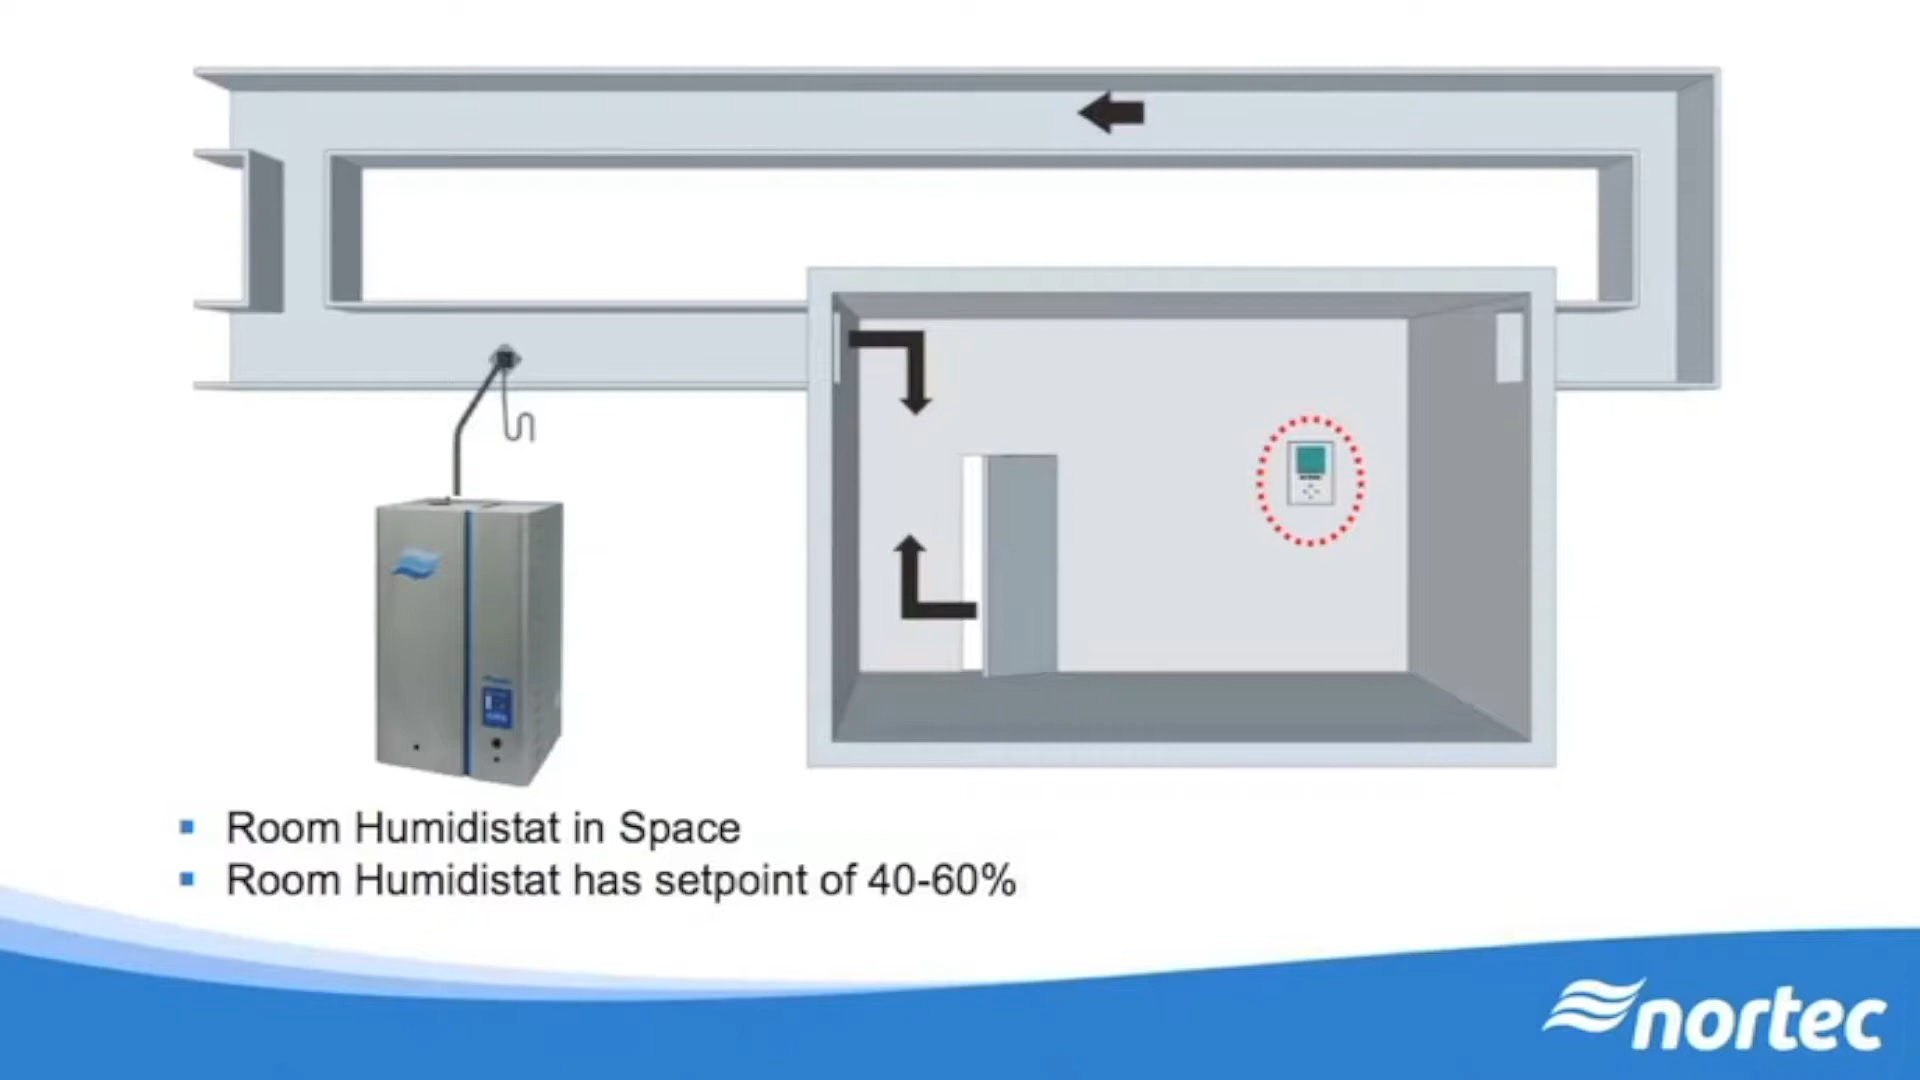 Room Humidistat in Space
Room Humidistat has setpoint of 40-60%
nortec